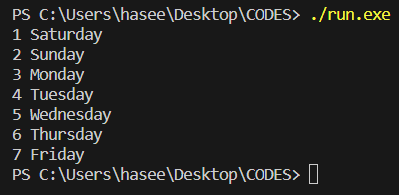 PS C:\Users\hasee\Desktop\CODES> ./run.exe
1 Saturday
2 Sunday
3 Monday
4 Tuesday
5 Wednesday
6 Thursday
7 Friday
PS C:\Users\hasee\Desktop\CODES>